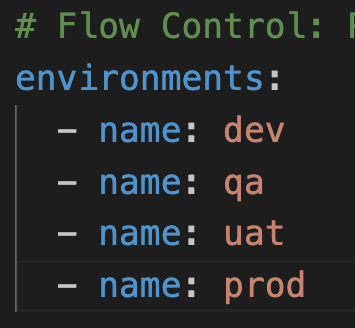 # Flow Control:
environments:
- name: dev
- name: qa
- name: uat
- name: prod